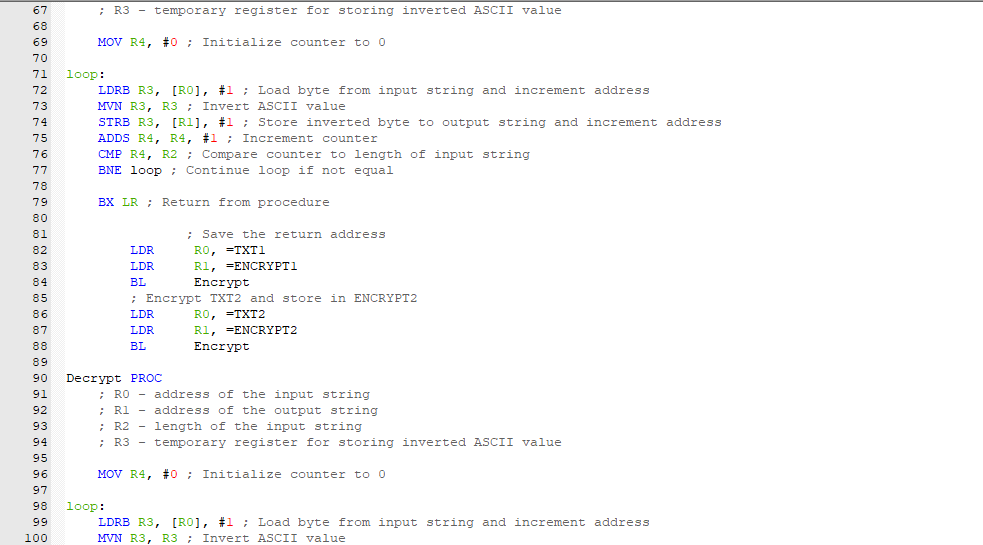 67 ; R3 - temporary register for storing inverted ASCII value
68
69 MOV R4, #0 ; Initialize counter to 0
70
71 loop:
72 LDRB R3, [R0], #1 ; Load byte from input string and increment address
73 MVN R3, R3 ; Invert ASCII value
74 STRB R3, [R1], #1 ; Store inverted byte to output string and increment address
75 ADDS R4, R4, #1 ; Increment counter
76 CMP R4, R2 ; Compare counter to length of input string
77 BNE loop ; Continue loop if not equal
78
79 BX LR ; Return from procedure
80
81 ; Save the return address
82 LDR R0, =TXT1
83 LDR R1, =ENCRYPT1
84 BL Encrypt
85 ; Encrypt TXT2 and store in ENCRYPT2
86 LDR R0, =TXT2
87 LDR R1, =ENCRYPT2
88 BL Encrypt
89
90 Decrypt PROC
91 ; R0 - address of the input string
92 ; R1 - address of the output string
93 ; R2 - length of the input string
94 ; R3 - temporary register for storing inverted ASCII value
95
96 MOV R4, #0 ; Initialize counter to 0
97
98 loop:
99 LDRB R3, [R0], #1 ; Load byte from input string and increment address
100 MVN R3, R3 ; Invert ASCII value